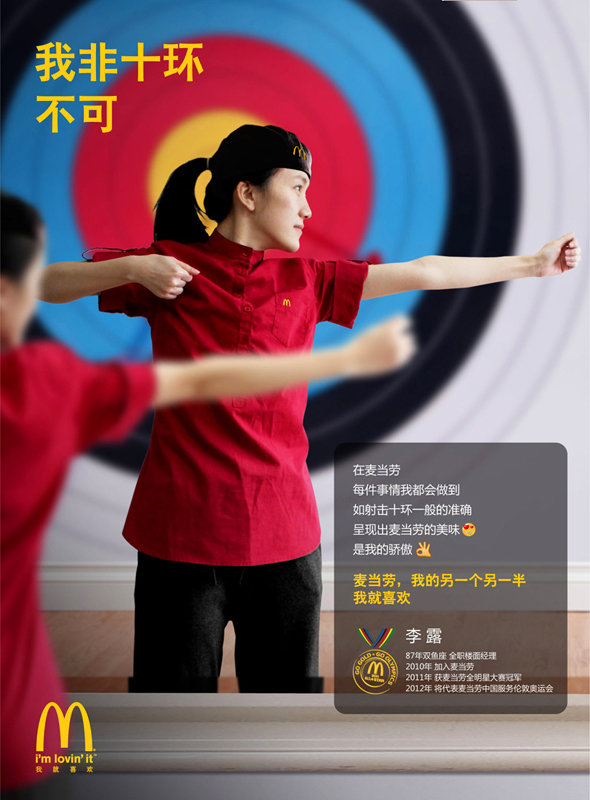 我非十环
不可
在麦当劳
每件事情我都会做到
如射击十环一般的准确
呈现出麦当劳的美味
是我的骄傲
麦当劳，我的另一个另一半
我就喜欢
李露
87年双鱼座 全职楼面经理
2010年 加入麦当劳
2011年 获麦当劳全明星大赛冠军
2012年 将代表麦当劳中国服务伦敦奥运会
GO GOLD · GO OLYMPICS
i'm lovin' it™
我就喜欢